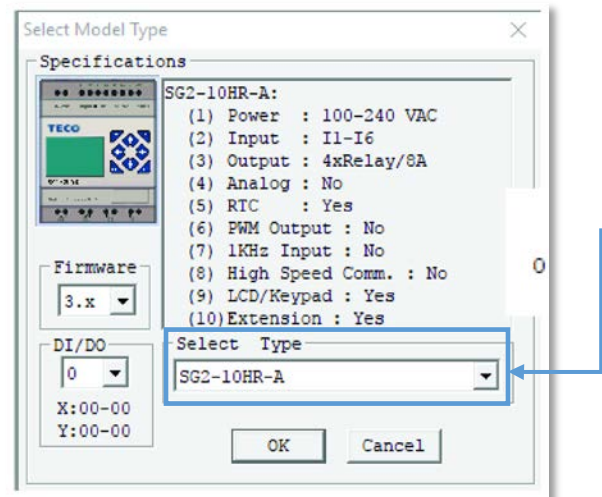 Select Model Type
Specifications
TECO
SG2-10HR-A:
(1) Power : 100-240 VAC
(2) Input : I1-I6
(3) Output : 4xRelay/8A
(4) Analog : No
(5) RTC : Yes
(6) PWM Output : No
(7) 1KHz Input : No
(8) High Speed Comm. : No
(9) LCD/Keypad : Yes
(10)Extension : Yes
Firmware
3.x
DI/DO
0
X:00-00
Y:00-00
Select Type
SG2-10HR-A
OK
Cancel
0